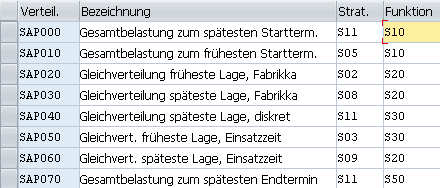 Verteil. Bezeichnung Strat. Funktion
SAP000 Gesamtbelastung zum spätesten Startterm. S11 S10
SAP010 Gesamtbelastung zum frühesten Startterm. S05 S10
SAP020 Gleichverteilung früheste Lage, Fabrikka S02 S20
SAP030 Gleichverteilung späteste Lage, Fabrikka S08 S20
SAP040 Gleichverteilung späteste Lage, diskret S11 S30
SAP050 Gleichvert. früheste Lage, Einsatzzeit S03 S30
SAP060 Gleichvert. späteste Lage, Einsatzzeit S09 S20
SAP070 Gesamtbelastung zum spätesten Endtermin S11 S50